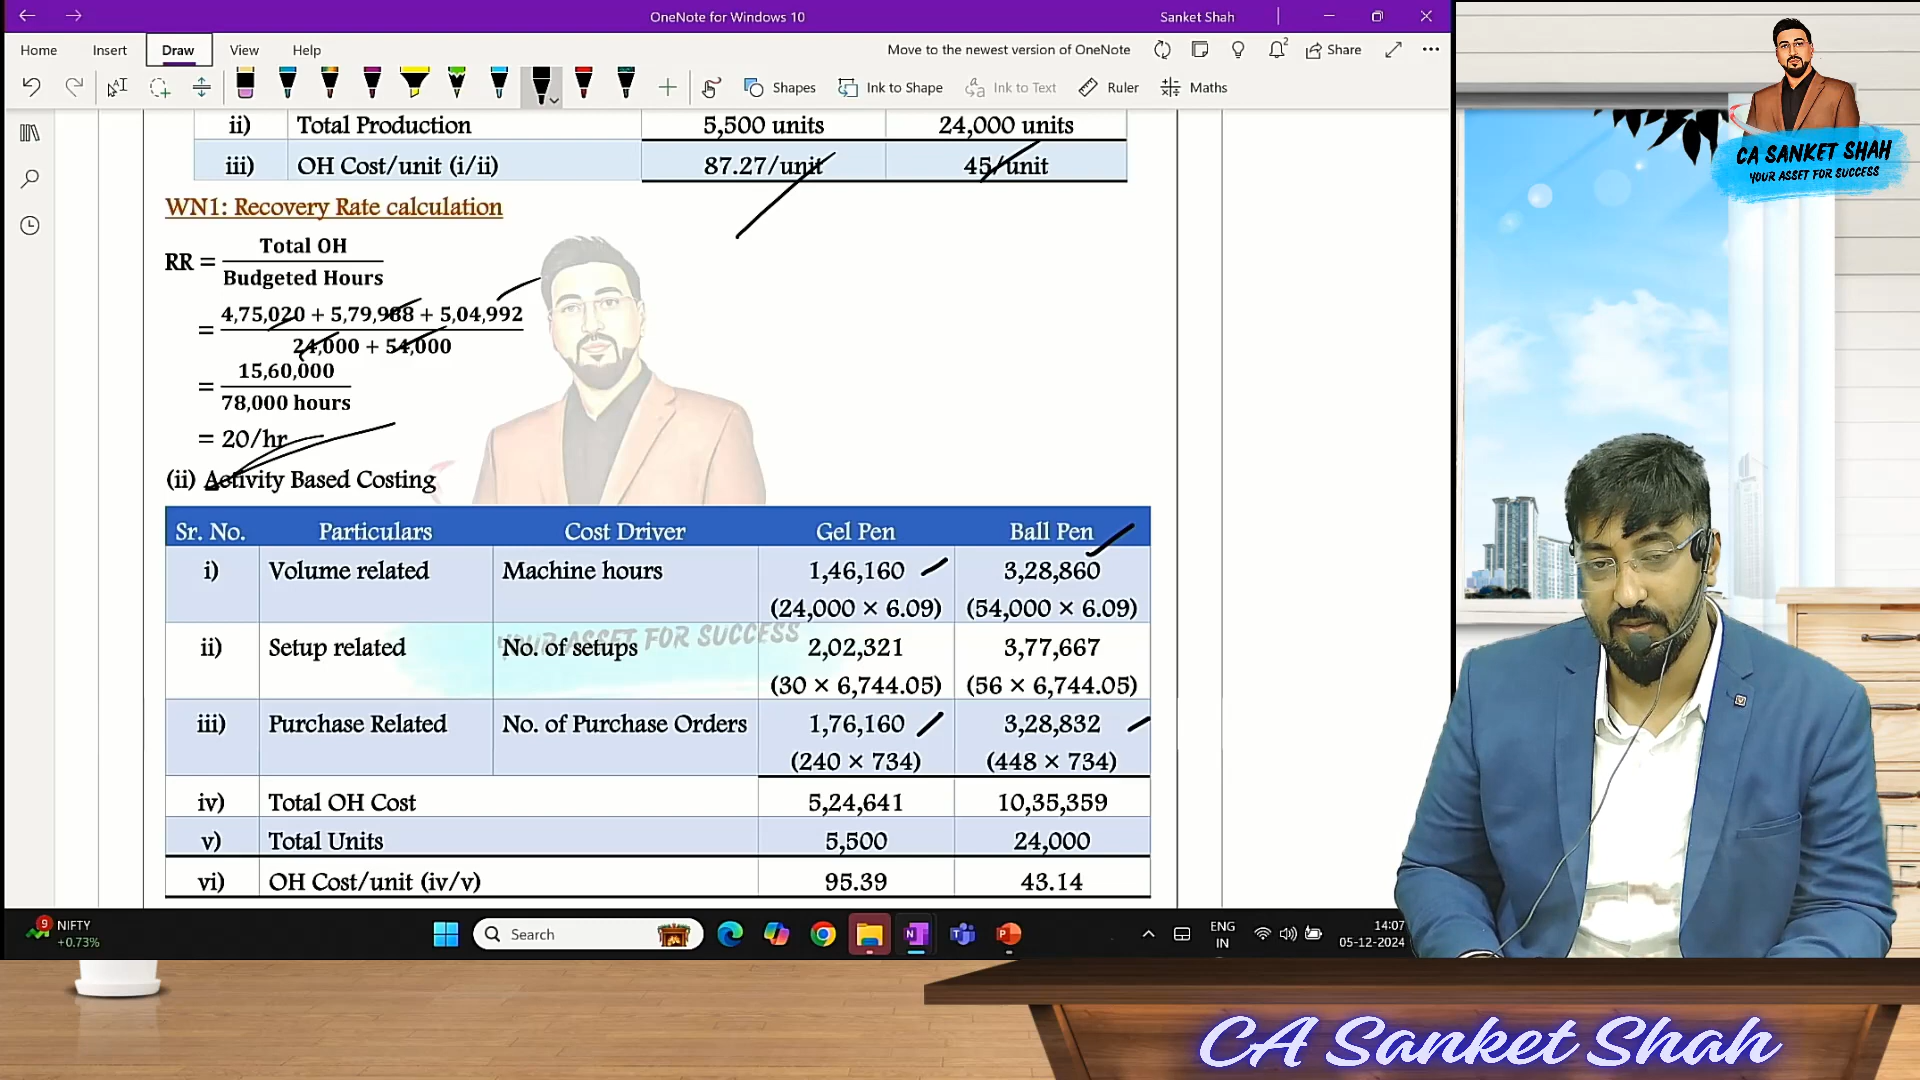 OneNote for Windows 10
Sanket Shah
Home Insert Draw View Help
Move to the newest version of OneNote
2
Share
Shapes
Ink to Shape
Ink to Text
Ruler
Maths
ii) Total Production 5,500 units 24,000 units
iii) OH Cost/unit (i/ii) 87.27/unit 45/unit
WN1: Recovery Rate calculation
RR = Total OH
Budgeted Hours
= 4,75,020 + 5,79,988 + 5,04,992
24,000 + 54,000
= 15,60,000
78,000 hours
= 20/hr
(ii) Activity Based Costing
Sr. No. Particulars Cost Driver Gel Pen Ball Pen
i) Volume related Machine hours 1,46,160 3,28,860
(24,000 × 6.09) (54,000 × 6.09)
YOUR ASSET FOR SUCCESS
ii) Setup related No. of setups 2,02,321 3,77,667
(30 × 6,744.05) (56 × 6,744.05)
iii) Purchase Related No. of Purchase Orders 1,76,160 3,28,832
(240 × 734) (448 × 734)
iv) Total OH Cost 5,24,641 10,35,359
v) Total Units 5,500 24,000
vi) OH Cost/unit (iv/v) 95.39 43.14
9
NIFTY
+0.73%
Search
ENG
IN
14:07
05-12-2024
CA SANKET SHAH
YOUR ASSET FOR SUCCESS
CA Sanket Shah